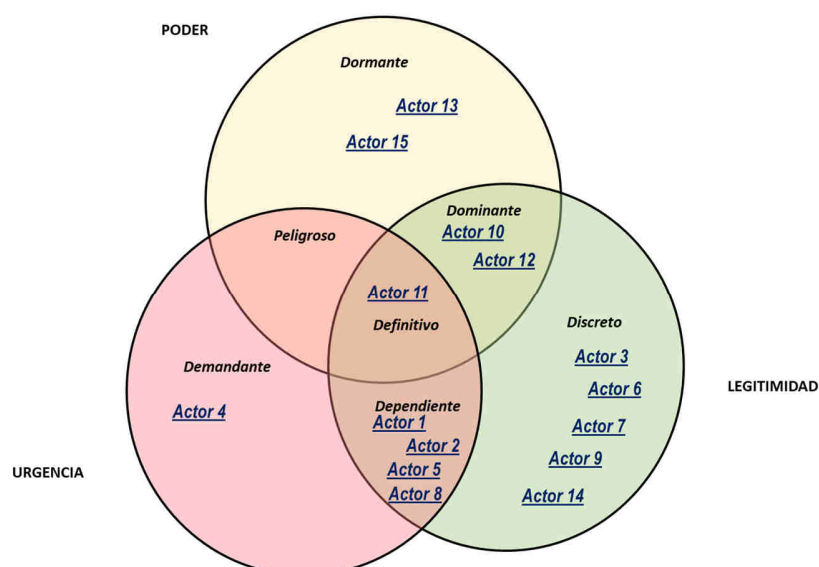 PODER
Dormante
Actor 13
Actor 15
Dominante
Actor 10
Peligroso
Actor 12
Actor 11
Definitivo
Discreto
Actor 3
Demandante
Actor 6
LEGITIMIDAD
Dependiente
Actor 4
Actor 1
Actor 7
Actor 2
Actor 9
Actor 5
URGENCIA
Actor 8
Actor 14